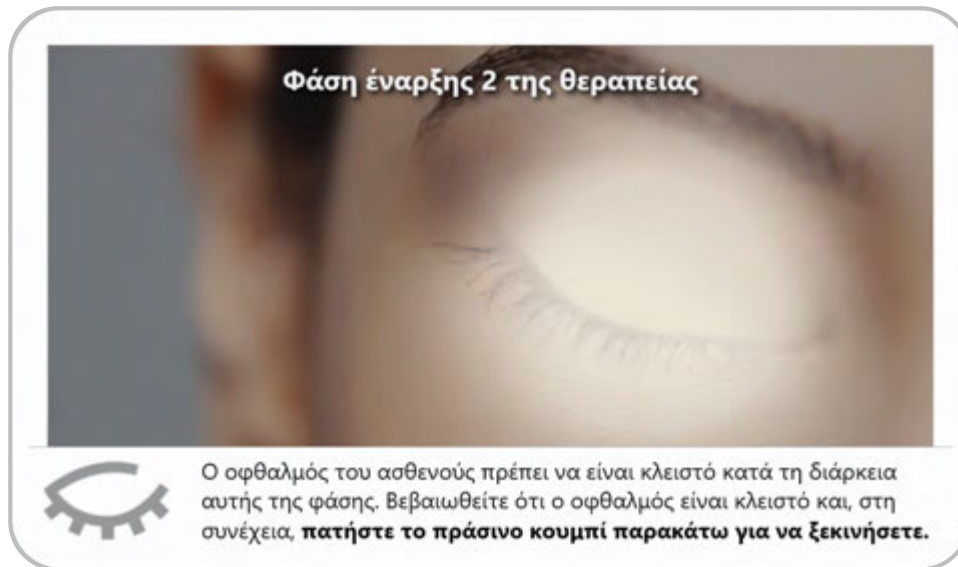 Φάση έναρξης 2 της θεραπείας
Ο οφθαλμός του ασθενούς πρέπει να είναι κλειστό κατά τη διάρκεια
αυτής της φάσης. Βεβαιωθείτε ότι ο οφθαλμός είναι κλειστό και, στη
συνέχεια, πατήστε το πράσινο κουμπί παρακάτω για να ξεκινήσετε.